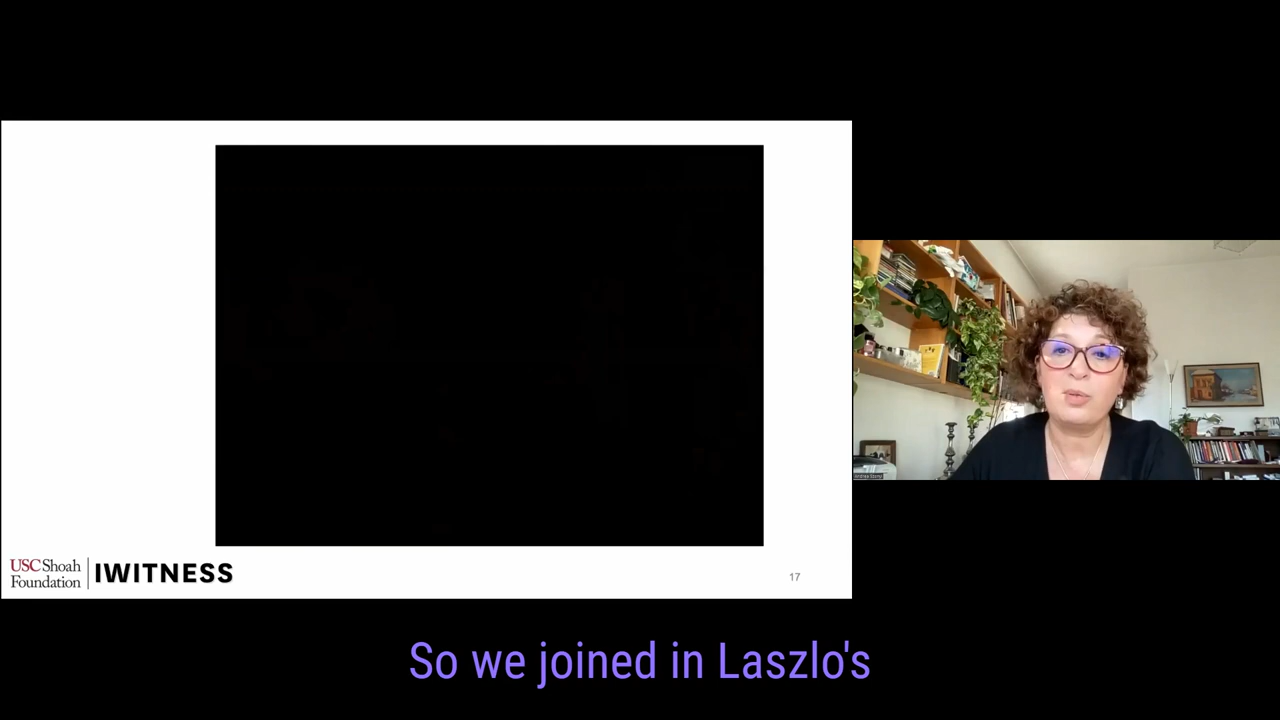 USC Shoah
Foundation
IWITNESS
17
So we joined in Laszlo's